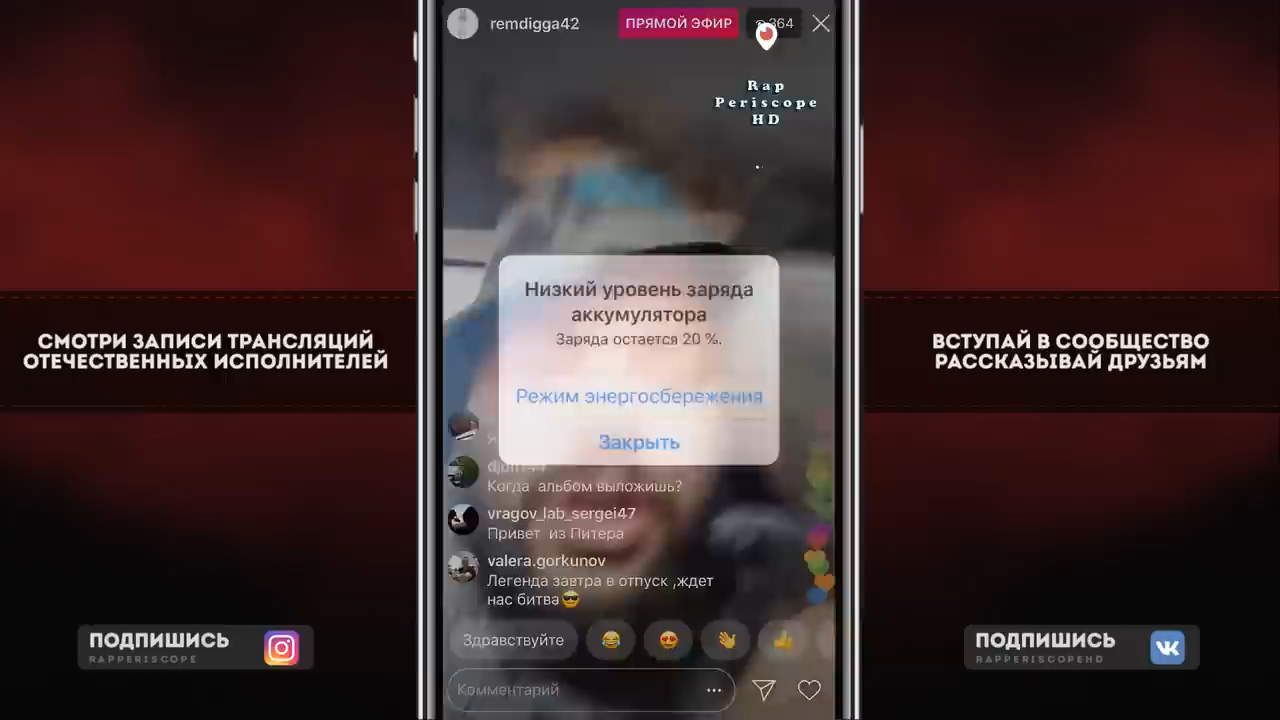 remdigga42
ПРЯМОЙ ЭФИР
364
Rap
Periscope
HD
Низкий уровень заряда
аккумулятора
Заряда остается 20 %.
Режим энергосбережения
Закрыть
СМОТРИ ЗАПИСИ ТРАНСЛЯЦИЙ
ОТЕЧЕСТВЕННЫХ ИСПОЛНИТЕЛЕЙ
ВСТУПАЙ В СООБЩЕСТВО
РАССКАЗЫВАЙ ДРУЗЬЯМ
Когда альбом выложишь?
vragov_lab_sergei47
Привет из Питера
valera.gorkunov
Легенда завтра в отпуск ,ждет
нас битва😎
Здравствуйте
Комментарий
ПОДПИШИСЬ
RAPPERISCOPE
ПОДПИШИСЬ
RAPPERISCOPEHD